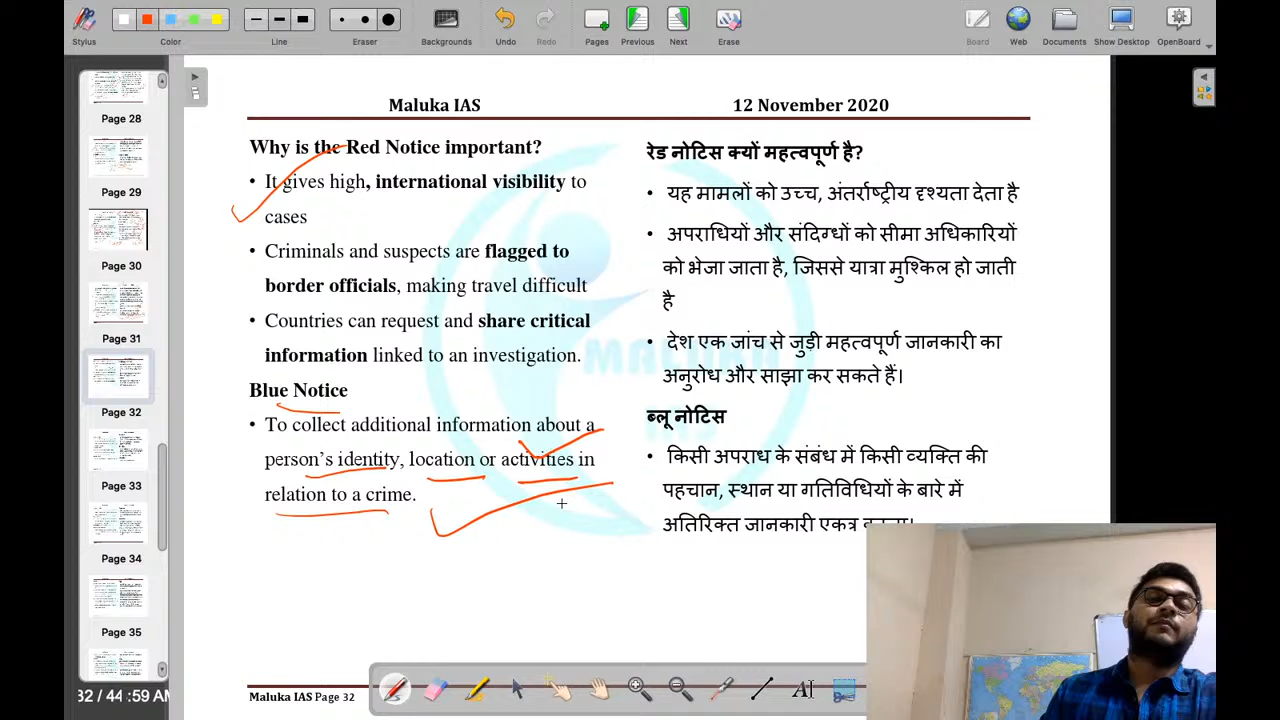 Stylus
Color
Line
Eraser
Backgrounds
Undo
Redo
Pages
Previous
Next
Erase
Board
Web
Documents
Show Desktop
OpenBoard
Page 28
Page 29
Page 30
Page 31
Page 32
Page 33
Page 34
Page 35
32 / 44
:59 AM
Maluka IAS
12 November 2020
Why is the Red Notice important?
• It gives high, international visibility to
cases
• Criminals and suspects are flagged to
border officials, making travel difficult
• Countries can request and share critical
information linked to an investigation.
Blue Notice
• To collect additional information about a
person’s identity, location or activities in
relation to a crime.
रेड नोटिस क्यों महत्वपूर्ण है?
• यह मामलों को उच्च, अंतर्राष्ट्रीय दृश्यता देता है
• अपराधियों और संदिग्धों को सीमा अधिकारियों
को भेजा जाता है, जिससे यात्रा मुश्किल हो जाती
है
• देश एक जांच से जुड़ी महत्वपूर्ण जानकारी का
अनुरोध और साझा कर सकते हैं।
ब्लू नोटिस
• किसी अपराध के संबंध में किसी व्यक्ति की
पहचान, स्थान या गतिविधियों के बारे में
अतिरिक्त जानकारी एकत्र
Maluka IAS Page 32